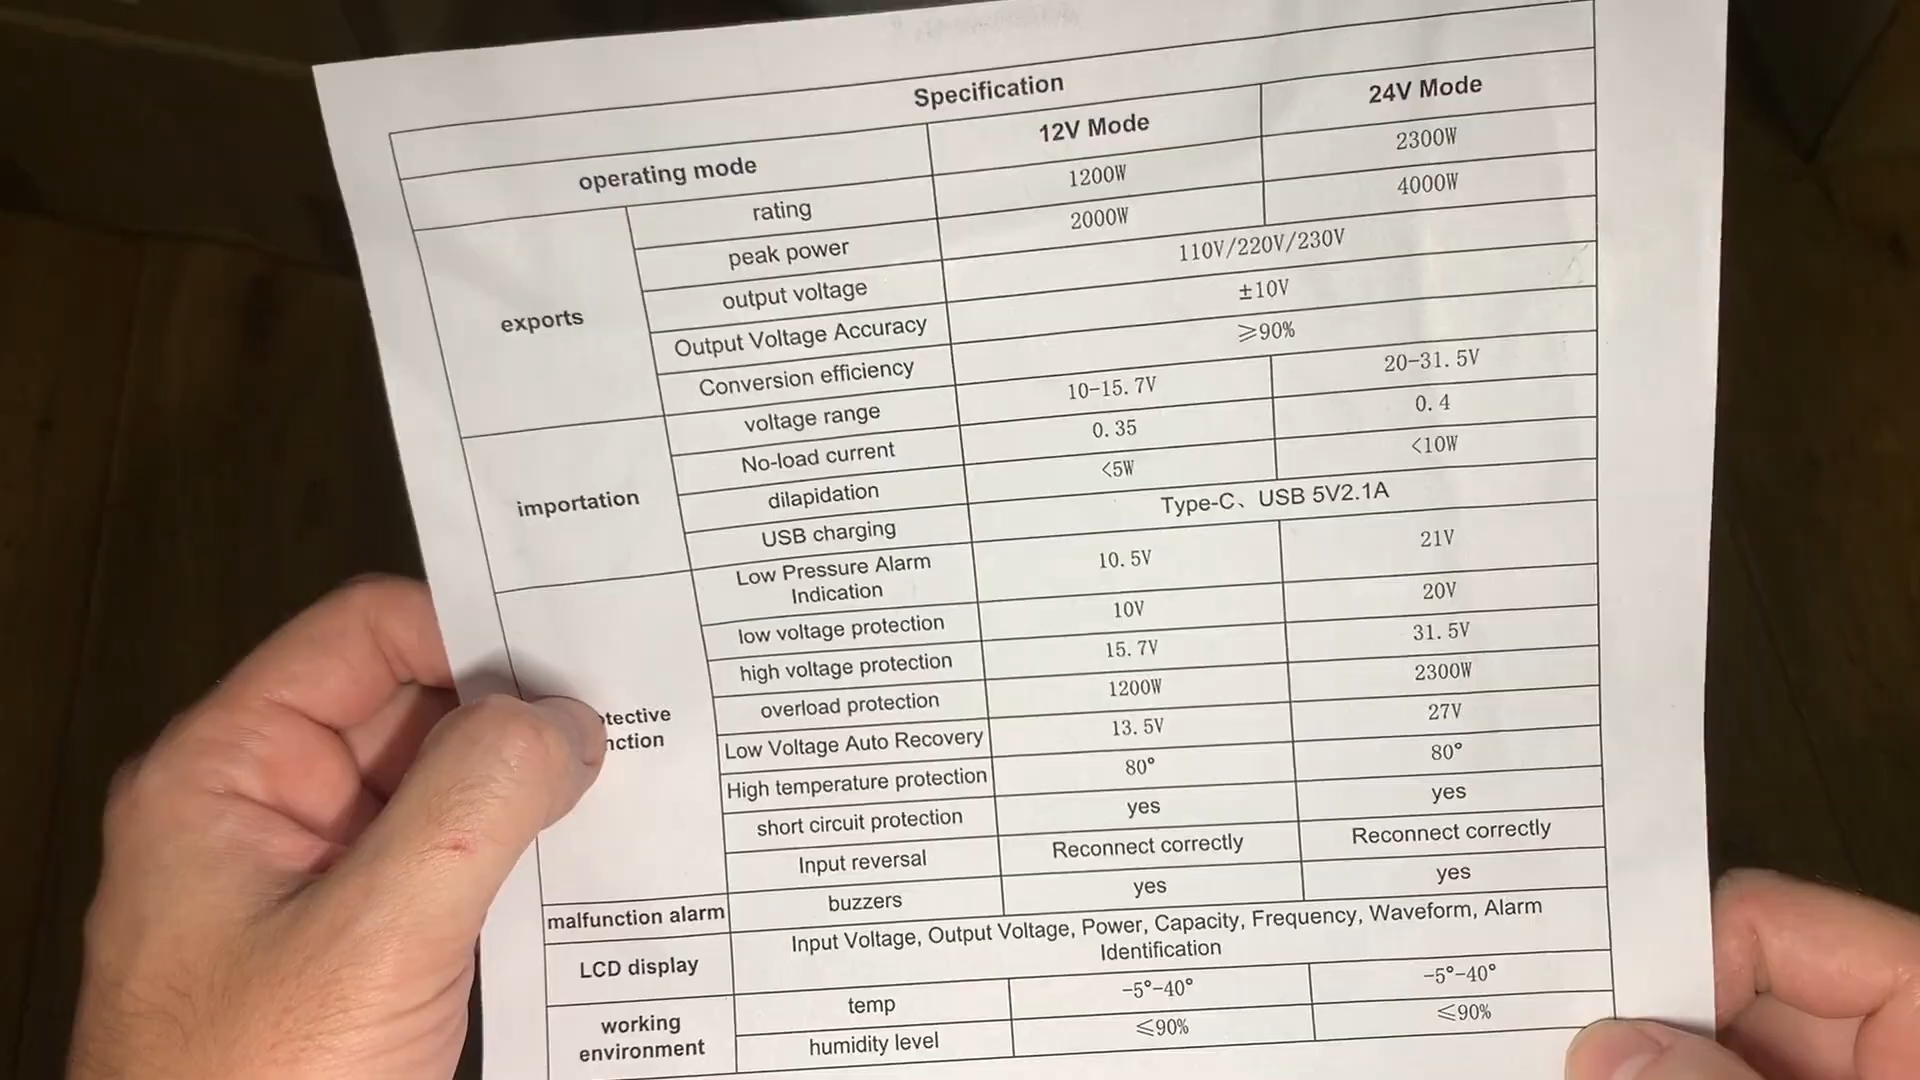 Specification
operating mode 12V Mode 24V Mode
exports rating 1200W 2300W
peak power 2000W 4000W
output voltage 110V/220V/230V
Output Voltage Accuracy ±10V
Conversion efficiency ≥90%
importation voltage range 10-15.7V 20-31.5V
No-load current 0.35 0.4
dilapidation <5W <10W
USB charging Type-C、USB 5V2.1A
Low Pressure Alarm
Indication 10.5V 21V
low voltage protection 10V 20V
high voltage protection 15.7V 31.5V
overload protection 1200W 2300W
Low Voltage Auto Recovery 13.5V 27V
High temperature protection 80° 80°
short circuit protection yes yes
Input reversal Reconnect correctly Reconnect correctly
malfunction alarm buzzers yes yes
LCD display Input Voltage, Output Voltage, Power, Capacity, Frequency, Waveform, Alarm
Identification
working
environment temp -5°-40° -5°-40°
humidity level ≤90% ≤90%